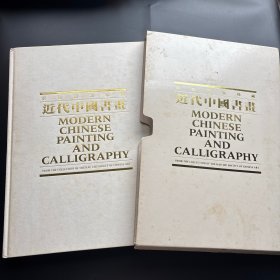 近代中國書畫
MODERN
CHINESE
PAINTING
AND
CALLIGRAPHY
近代中國書畫
MODERN
CHINESE
PAINTING
AND
CALLIGRAPHY